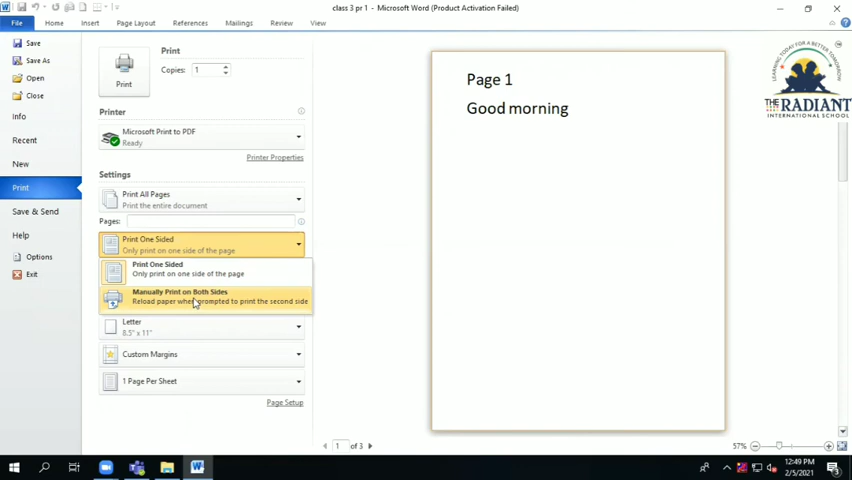 class 3 pr 1 - Microsoft Word (Product Activation Failed)
File Home Insert Page Layout References Mailings Review View
Save
Save As
Open
Close
Info
Recent
New
Print
Save & Send
Help
Options
Exit
Print
Print
Copies: 1
Printer
Microsoft Print to PDF
Ready
Printer Properties
Settings
Print All Pages
Print the entire document
Pages:
Print One Sided
Only print on one side of the page
Print One Sided
Only print on one side of the page
Manually Print on Both Sides
Reload paper when prompted to print the second side
Letter
8.5" x 11"
Custom Margins
1 Page Per Sheet
Page Setup
Page 1
Good morning
LEARNING TODAY FOR A BETTER TOMORROW
THE RADIANT
INTERNATIONAL SCHOOL
1 of 3
57%
12:49 PM
2/5/2021
3